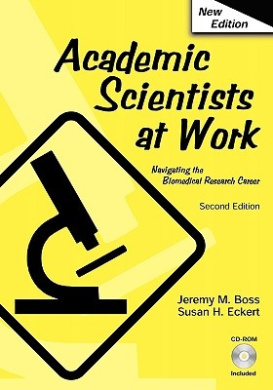 New
Edition
Academic
Scientists
at Work
Navigating the
Biomedical Research Career
Second Edition
Jeremy M. Boss
Susan H. Eckert
CD-ROM
Included